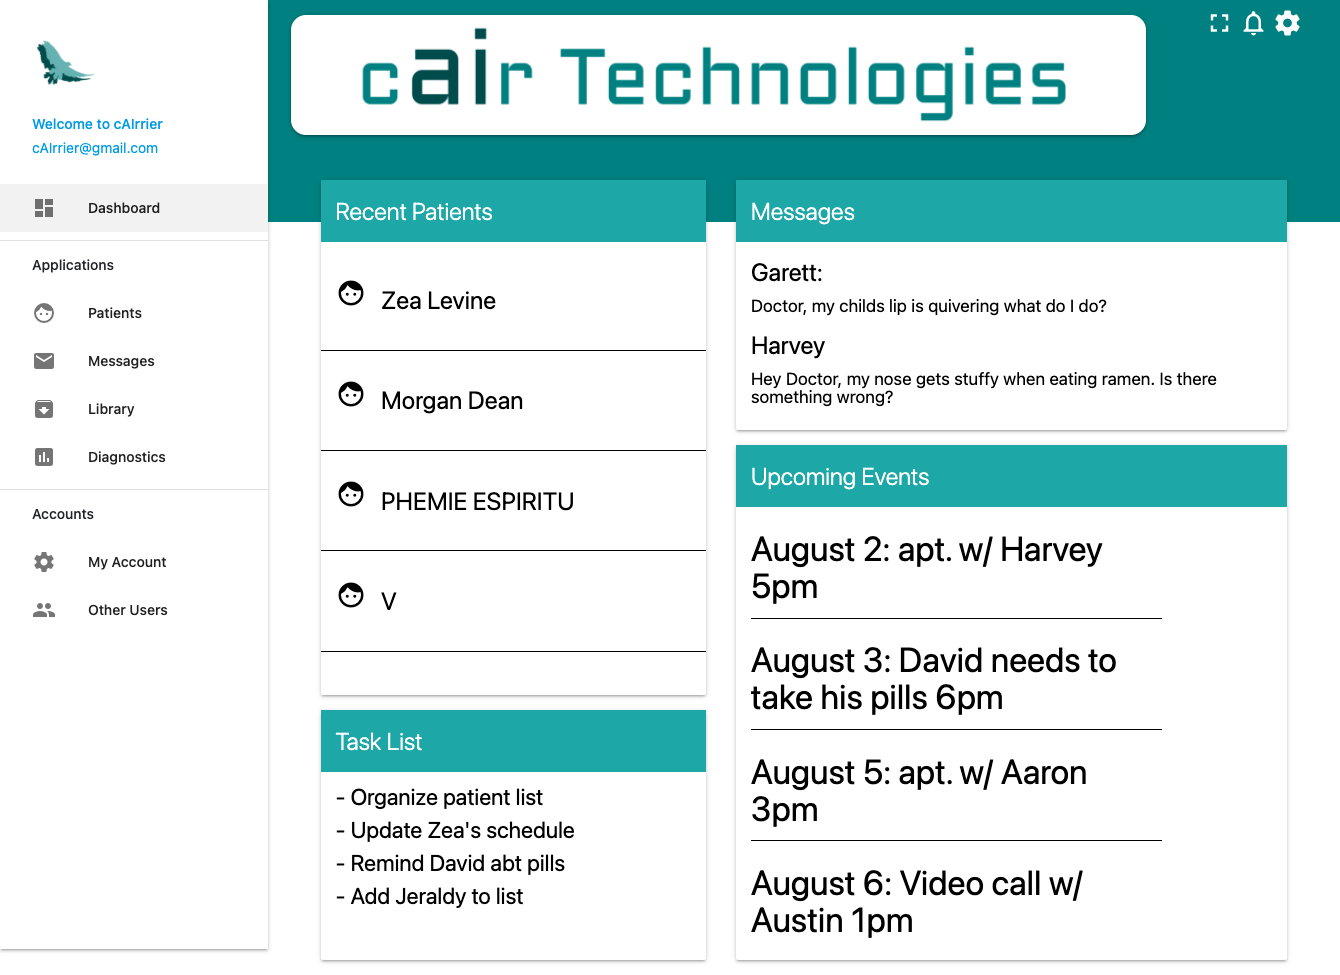 cAIr Technologies
Welcome to cAIrrier
cAIrrier@gmail.com
Dashboard
Applications
Patients
Messages
Library
Diagnostics
Accounts
My Account
Other Users
Recent Patients
Zea Levine
Morgan Dean
PHEMIE ESPIRITU
V
Task List
- Organize patient list
- Update Zea's schedule
- Remind David abt pills
- Add Jeraldy to list
Messages
Garett:
Doctor, my childs lip is quivering what do I do?
Harvey
Hey Doctor, my nose gets stuffy when eating ramen. Is there
something wrong?
Upcoming Events
August 2: apt. w/ Harvey
5pm
August 3: David needs to
take his pills 6pm
August 5: apt. w/ Aaron
3pm
August 6: Video call w/
Austin 1pm